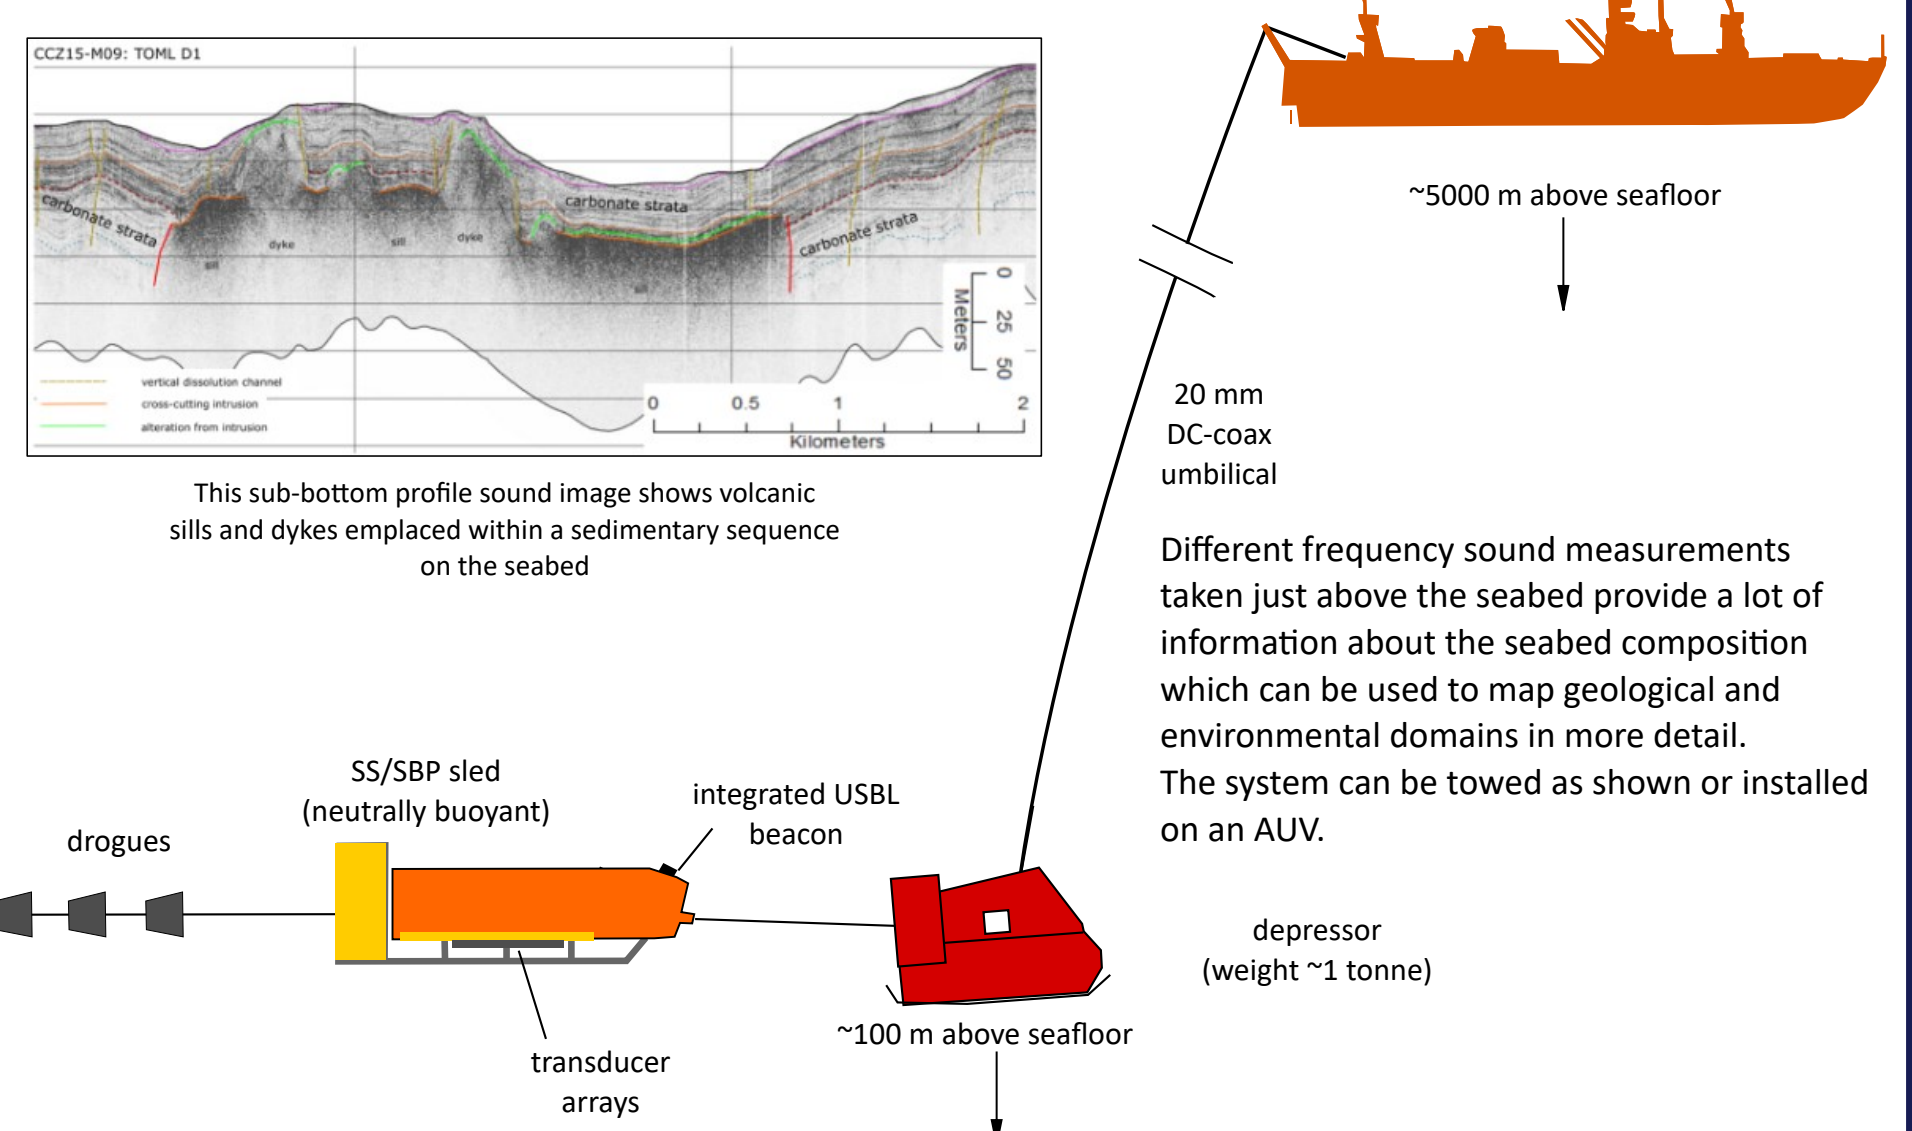 CCZ15-M09: TOML D1
carbonate strata
carbonate strata
carbonate strata
dyke
sill
dyke
sill
sill
0
25
50
Meters
vertical dissolution channel
cross-cutting intrusion
alteration from intrusion
0 0.5 1 2
Kilometers
This sub-bottom profile sound image shows volcanic
sills and dykes emplaced within a sedimentary sequence
on the seabed
~5000 m above seafloor
20 mm
DC-coax
umbilical
Different frequency sound measurements
taken just above the seabed provide a lot of
information about the seabed composition
which can be used to map geological and
environmental domains in more detail.
The system can be towed as shown or installed
on an AUV.
drogues
SS/SBP sled
(neutrally buoyant)
integrated USBL
beacon
depressor
(weight ~1 tonne)
~100 m above seafloor
transducer
arrays